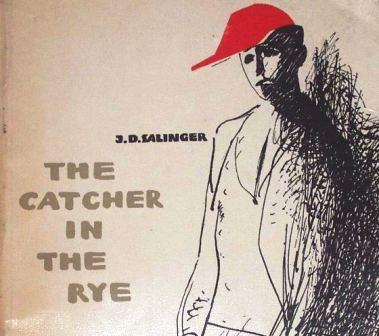 J.D.SALINGER
THE
CATCHER
IN
THE
RYE